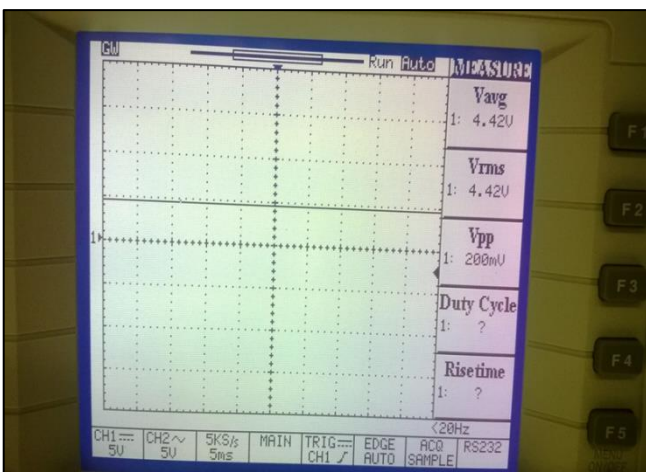 GW Run Auto MEASURE
Vavg
1: 4.42V
Vrms
1: 4.42V
Vpp
1: 200mV
Duty Cycle
1: ?
Risetime
1: ?
1
<20Hz
CH1 CH2 5KS/s MAIN TRIG EDGE ACQ RS232
5V 5V 5ms CH1 AUTO SAMPLE
F1
F2
F3
F4
F5
MENU